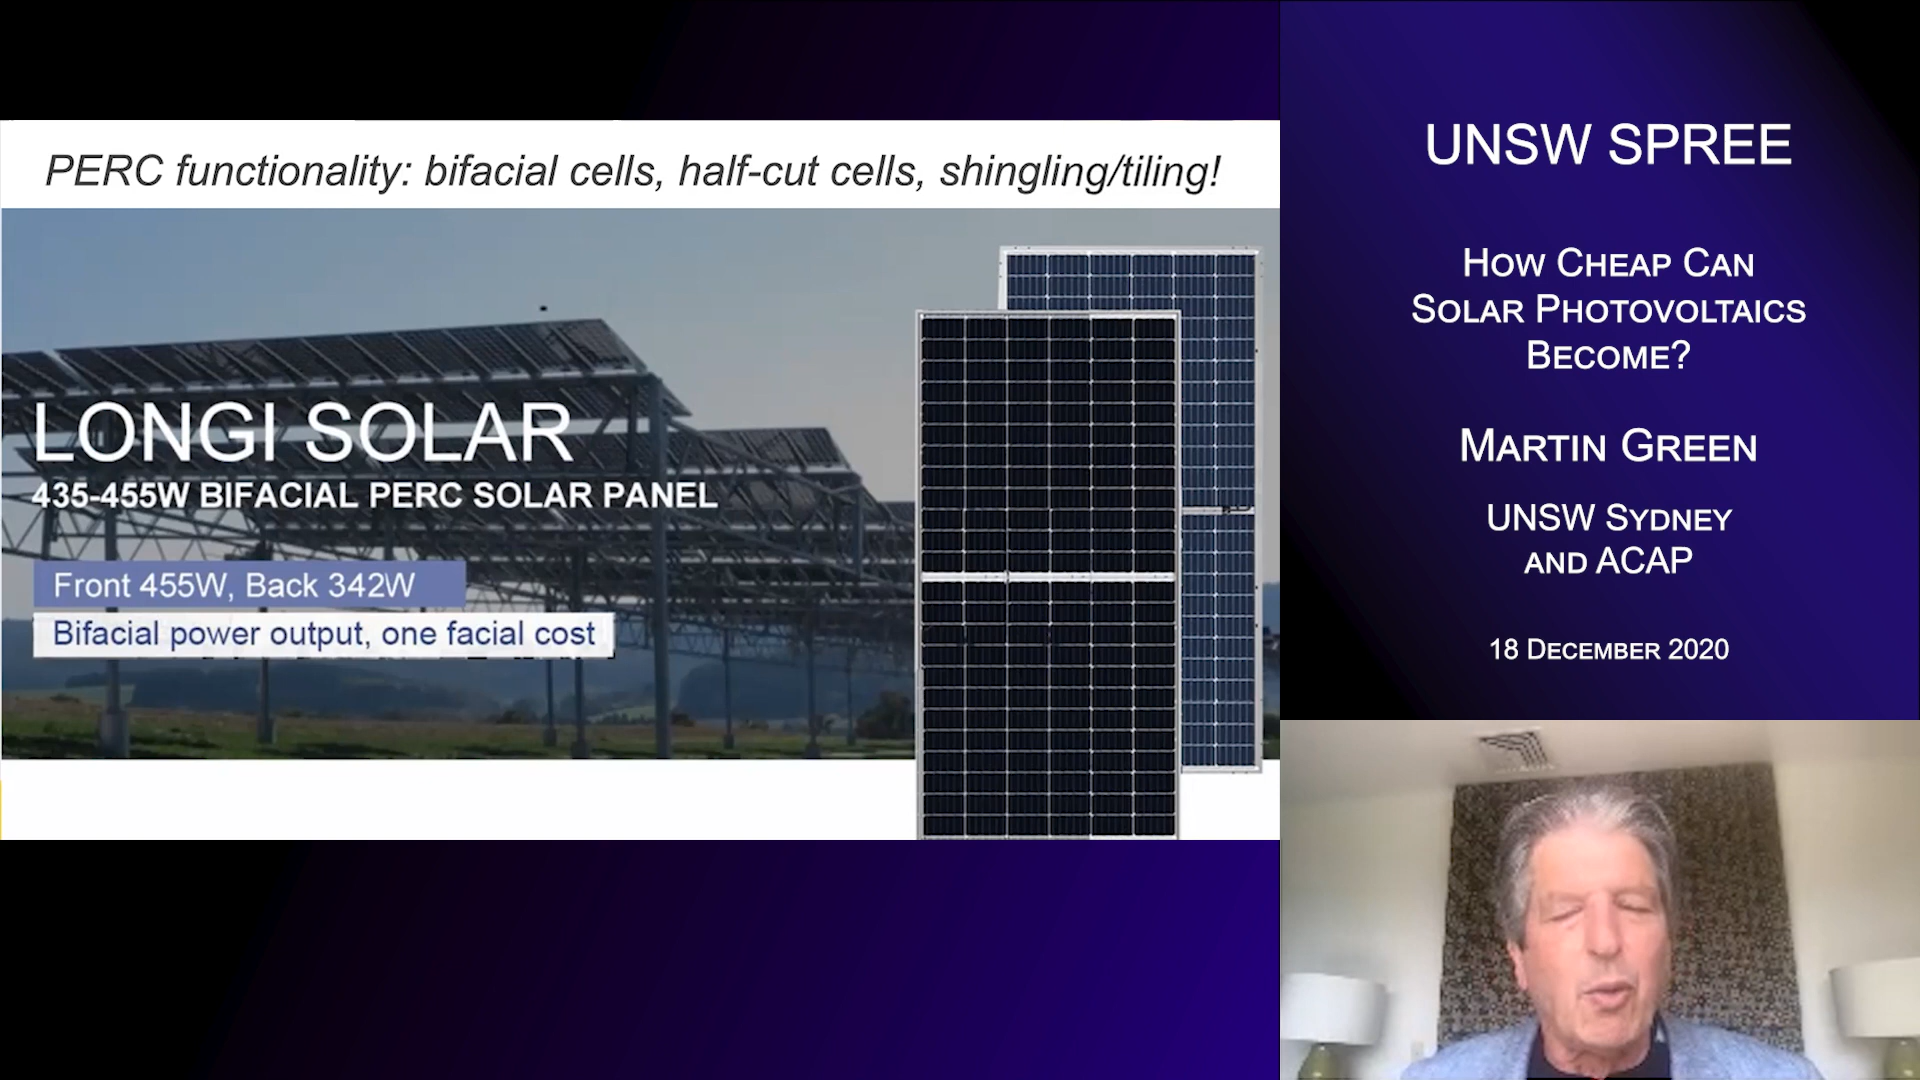 PERC functionality: bifacial cells, half-cut cells, shingling/tiling!
LONGI SOLAR
435-455W BIFACIAL PERC SOLAR PANEL
Front 455W, Back 342W
Bifacial power output, one facial cost
UNSW SPREE
HOW CHEAP CAN
SOLAR PHOTOVOLTAICS
BECOME?
MARTIN GREEN
UNSW SYDNEY
AND ACAP
18 DECEMBER 2020